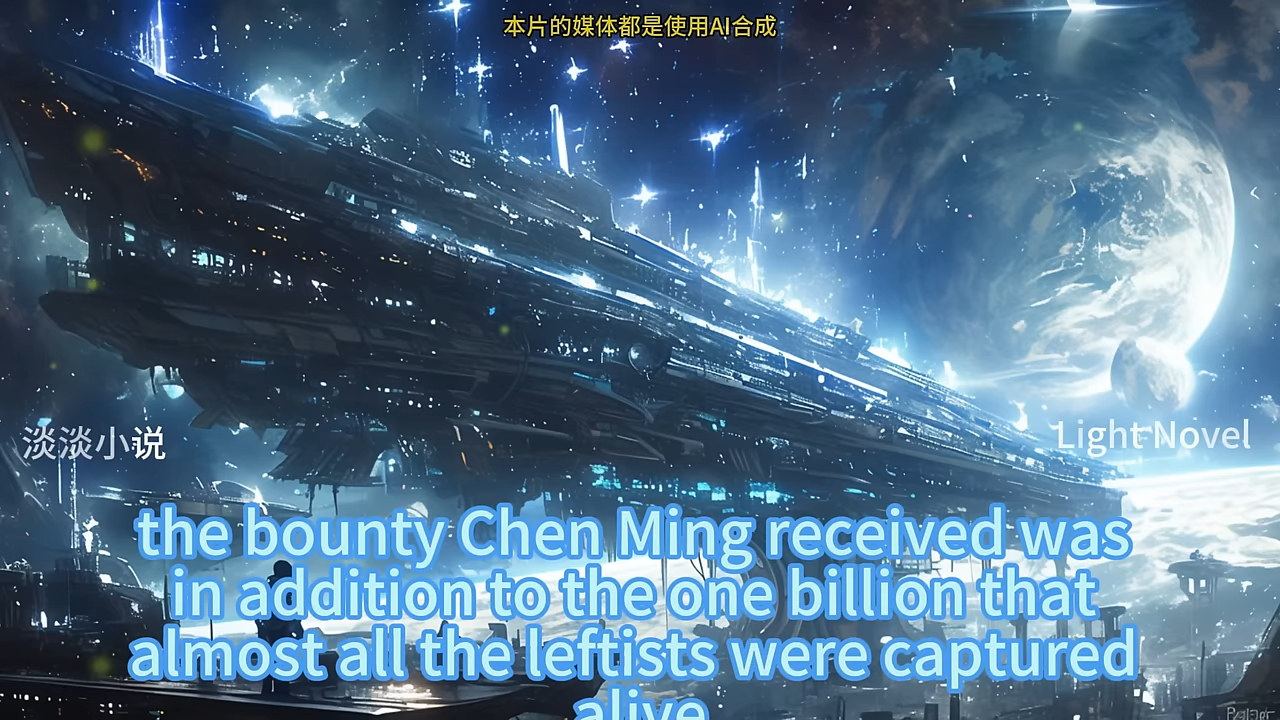 本片的媒体都是使用AI合成
淡淡小说
Light Novel
the bounty Chen Ming received was
in addition to the one billion that
almost all the leftists were captured
alive